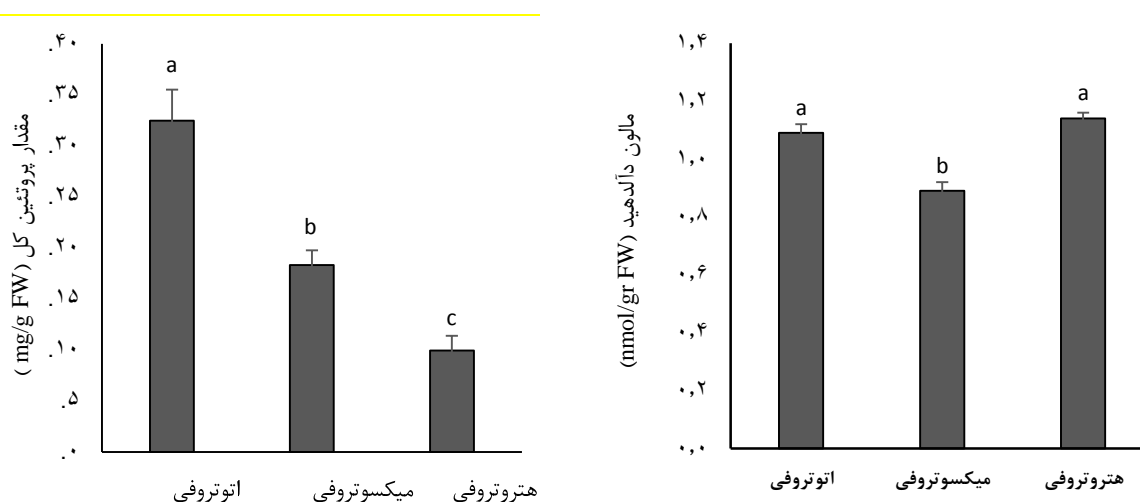 مقدار پروتئین کل (mg/g FW )
.۴۰
.۳۵
.۳۰
.۲۵
.۲۰
.۱۵
.۱۰
.۵
.۰
a
b
c
اتوتروفی
میکسوتروفی
هتروتروفی
مالون دآلدهید (nmol/gr FW)
۱,۴
۱,۲
۱,۰
۰,۸
۰,۶
۰,۴
۰,۲
۰,۰
a
b
a
اتوتروفی
میکسوتروفی
هتروتروفی